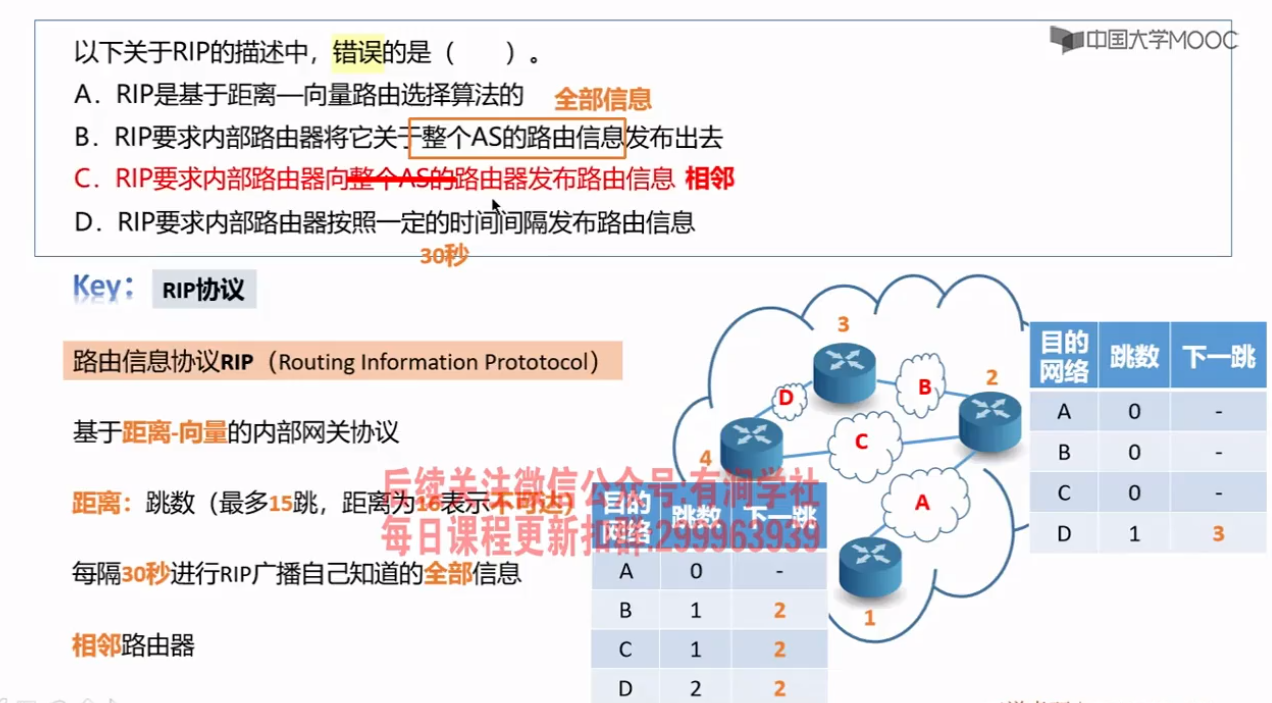 中国大学MOOC
以下关于RIP的描述中，错误的是（　　）。
A．RIP是基于距离—向量路由选择算法的
全部信息
B．RIP要求内部路由器将它关于整个AS的路由信息发布出去
C．RIP要求内部路由器向整个AS的路由器发布路由信息 相邻
D．RIP要求内部路由器按照一定的时间间隔发布路由信息
30秒
Key：
RIP协议
路由信息协议RIP（Routing Information Prototocol）
基于距离-向量的内部网关协议
距离：跳数（最多15跳，距离为16表示不可达）
每隔30秒进行RIP广播自己知道的全部信息
相邻路由器
后续关注微信公众号:有涧学社
每日课程更新扣群:299963939
3
B
2
D
C
4
A
1
目的网络 跳数 下一跳
A 0 -
B 0 -
C 0 -
D 1 3
目的网络 跳数 下一跳
A 0 -
B 1 2
C 1 2
D 2 2